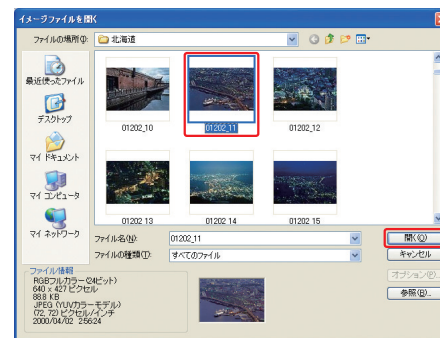 イメージファイルを開く
ファイルの場所(I):
北海道
最近使ったファイル
デスクトップ
マイ ドキュメント
マイ コンピュータ
マイ ネットワーク
01202_10
01202_11
01202_12
01202 13
01202 14
01202 15
ファイル名(N):
01202_11
開く(O)
ファイルの種類(T):
すべてのファイル
キャンセル
オプション(P)...
参照(B)...
ファイル情報
RGBフルカラー(24ビット)
640 x 427 ピクセル
88.8 KB
JPEG (YUVカラーモデル)
(72, 72) ピクセル/インチ
2000/04/02 2:56:24